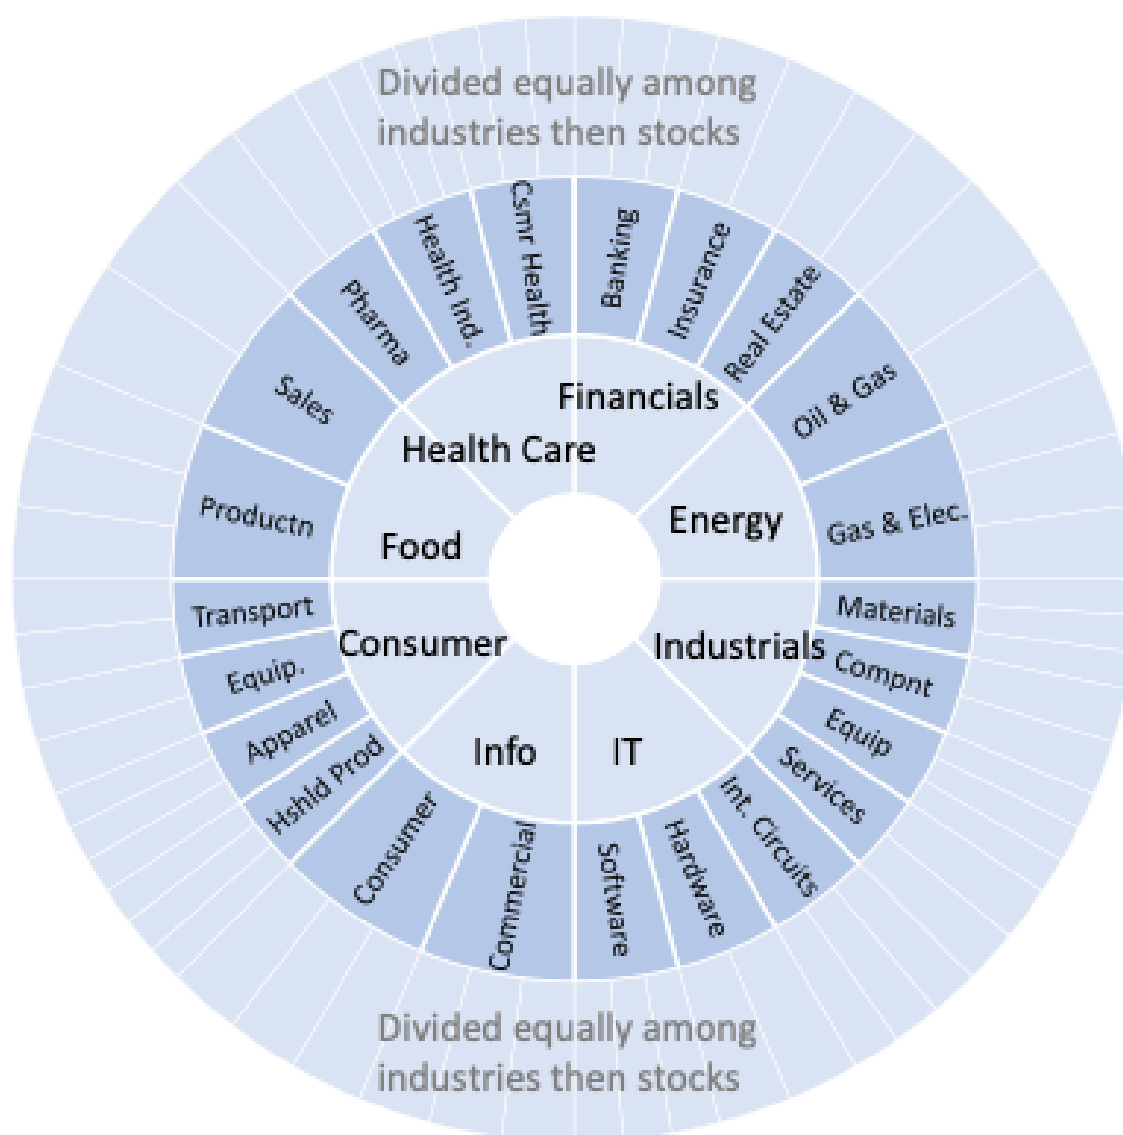 Divided equally among
industries then stocks
Csmr Health
Banking
Health Ind.
Insurance
Pharma
Real Estate
Sales
Oil & Gas
Financials
Health Care
Productn
Gas & Elec.
Energy
Food
Transport
Materials
Consumer
Industrials
Equip.
Compnt
Apparel
Equip
Info
IT
Hshld Prod
Services
Consumer
Int. Circuits
Commercial
Software
Hardware
Divided equally among
industries then stocks